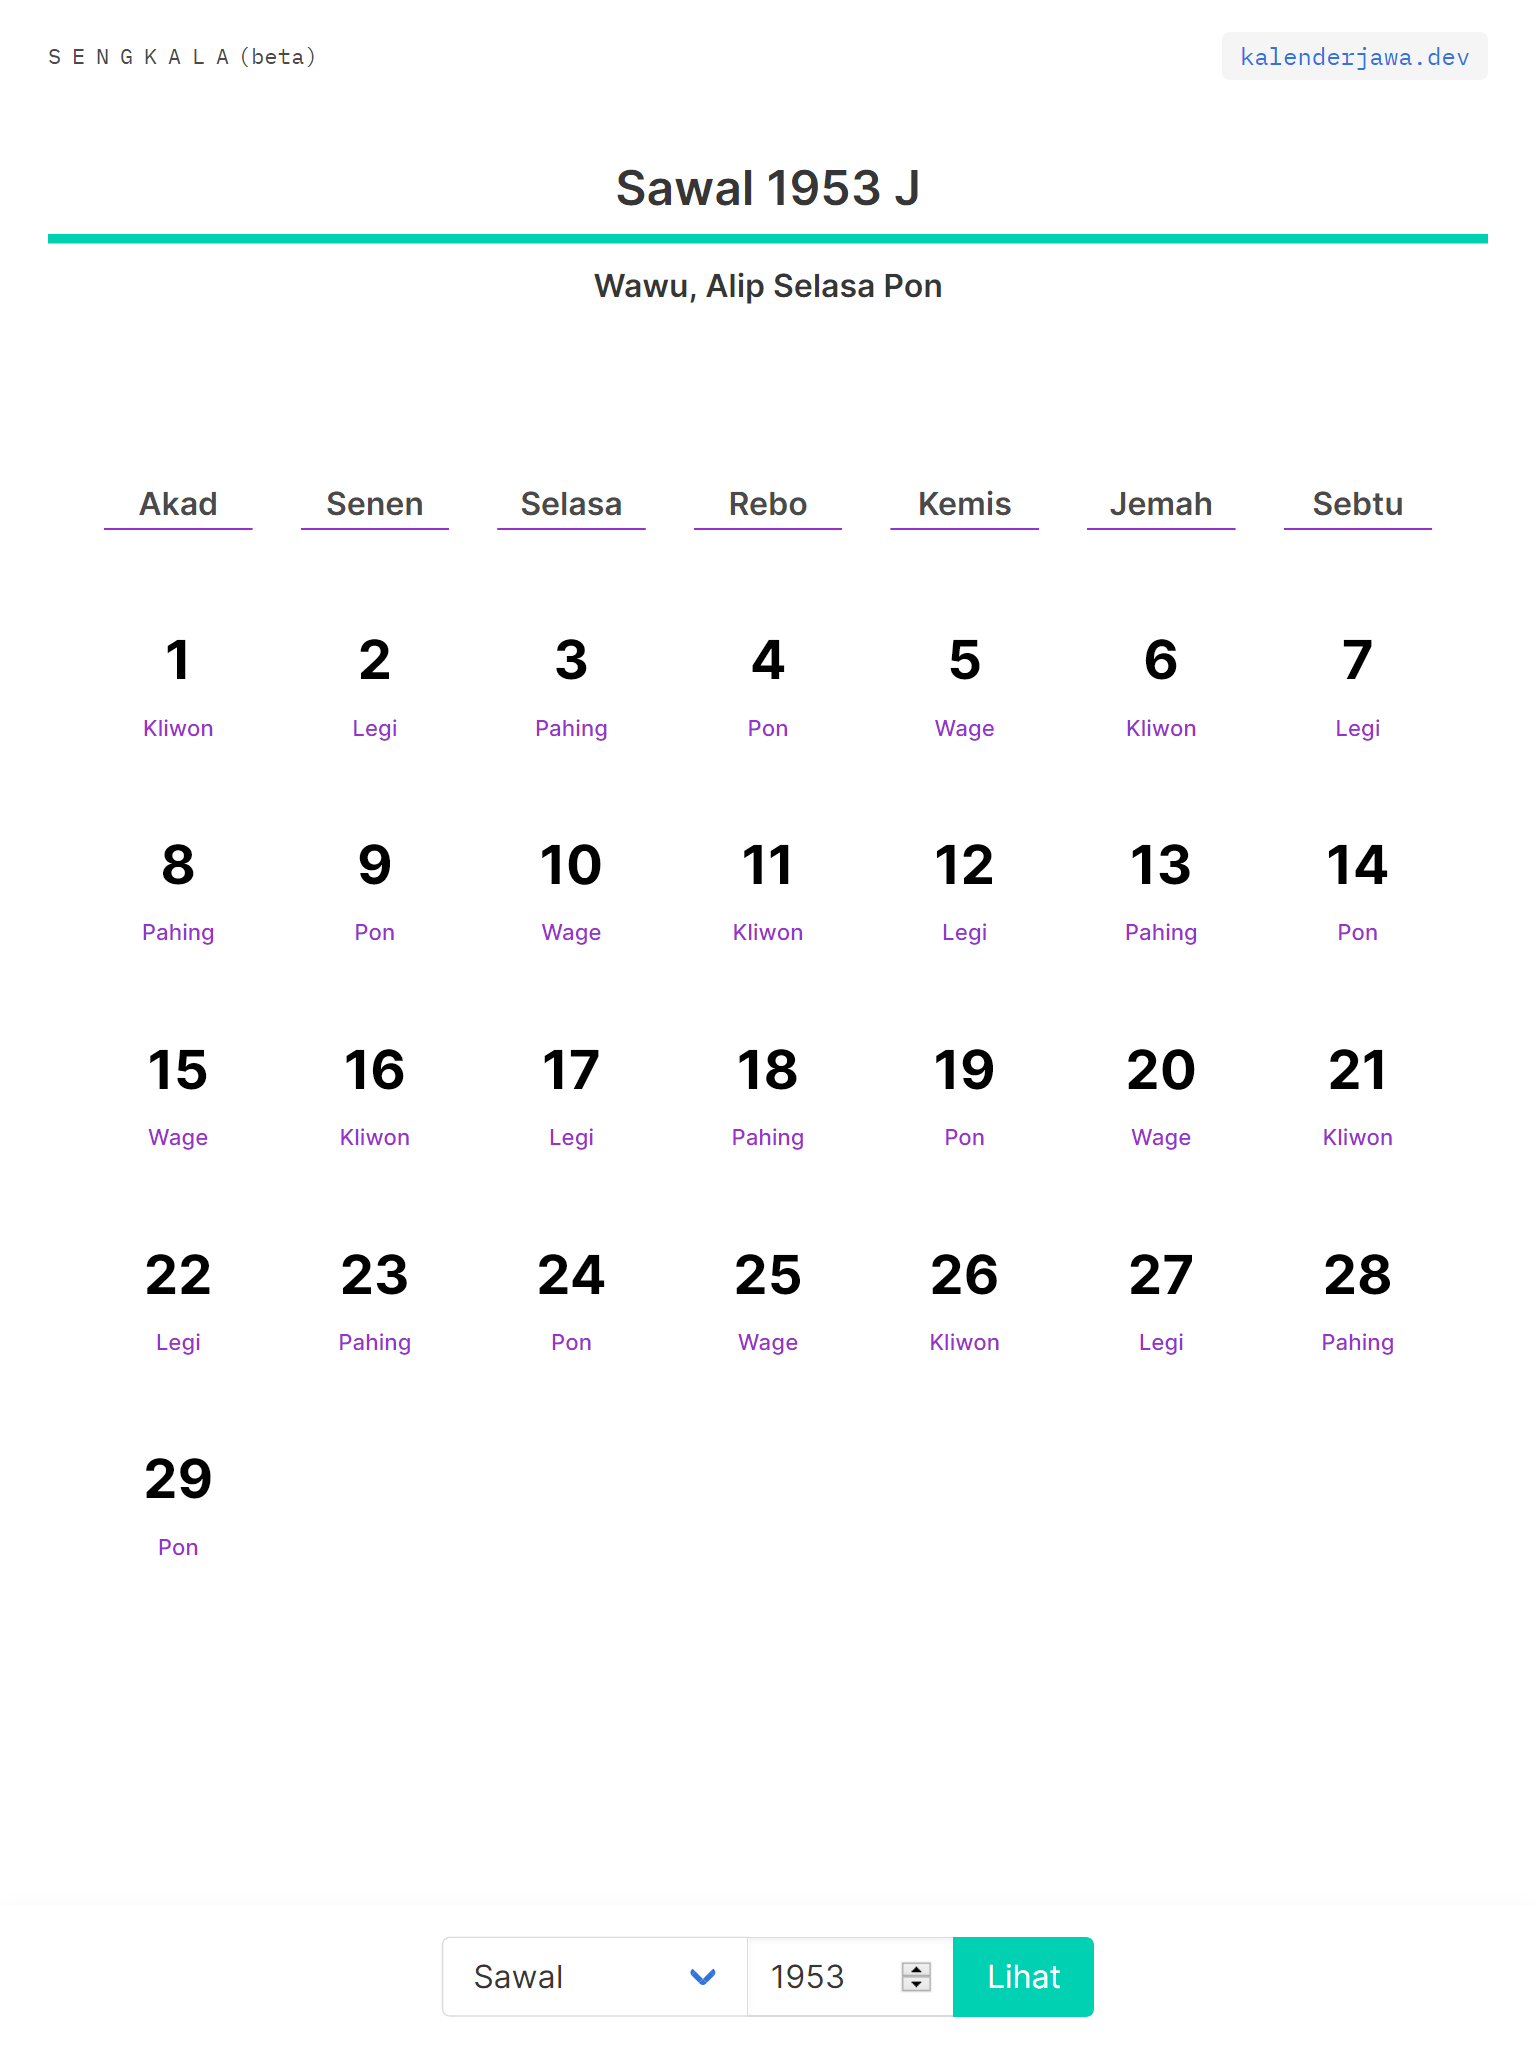 S E N G K A L A (beta)
kalenderjawa.dev
Sawal 1953 J
Wawu, Alip Selasa Pon
Akad Senen Selasa Rebo Kemis Jemah Sebtu
1 2 3 4 5 6 7
Kliwon Legi Pahing Pon Wage Kliwon Legi
8 9 10 11 12 13 14
Pahing Pon Wage Kliwon Legi Pahing Pon
15 16 17 18 19 20 21
Wage Kliwon Legi Pahing Pon Wage Kliwon
22 23 24 25 26 27 28
Legi Pahing Pon Wage Kliwon Legi Pahing
29
Pon
Sawal 1953 Lihat